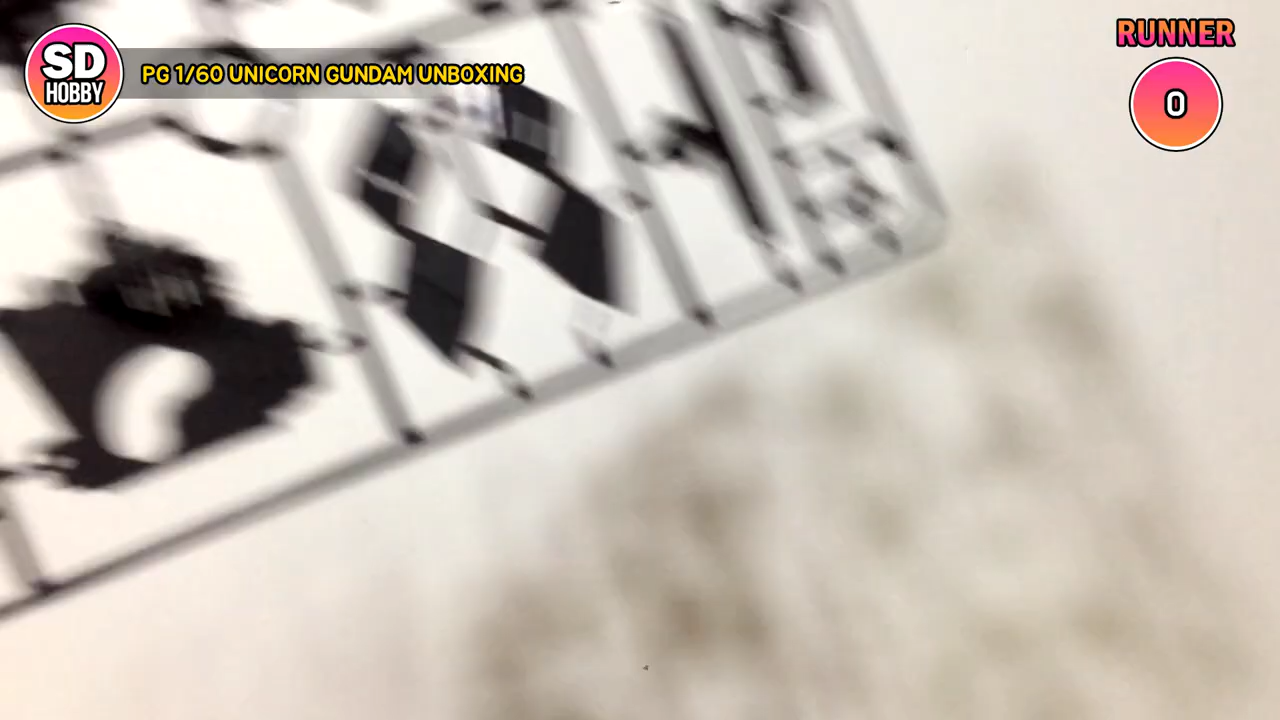 SD
HOBBY
PG 1/60 UNICORN GUNDAM UNBOXING
RUNNER
0